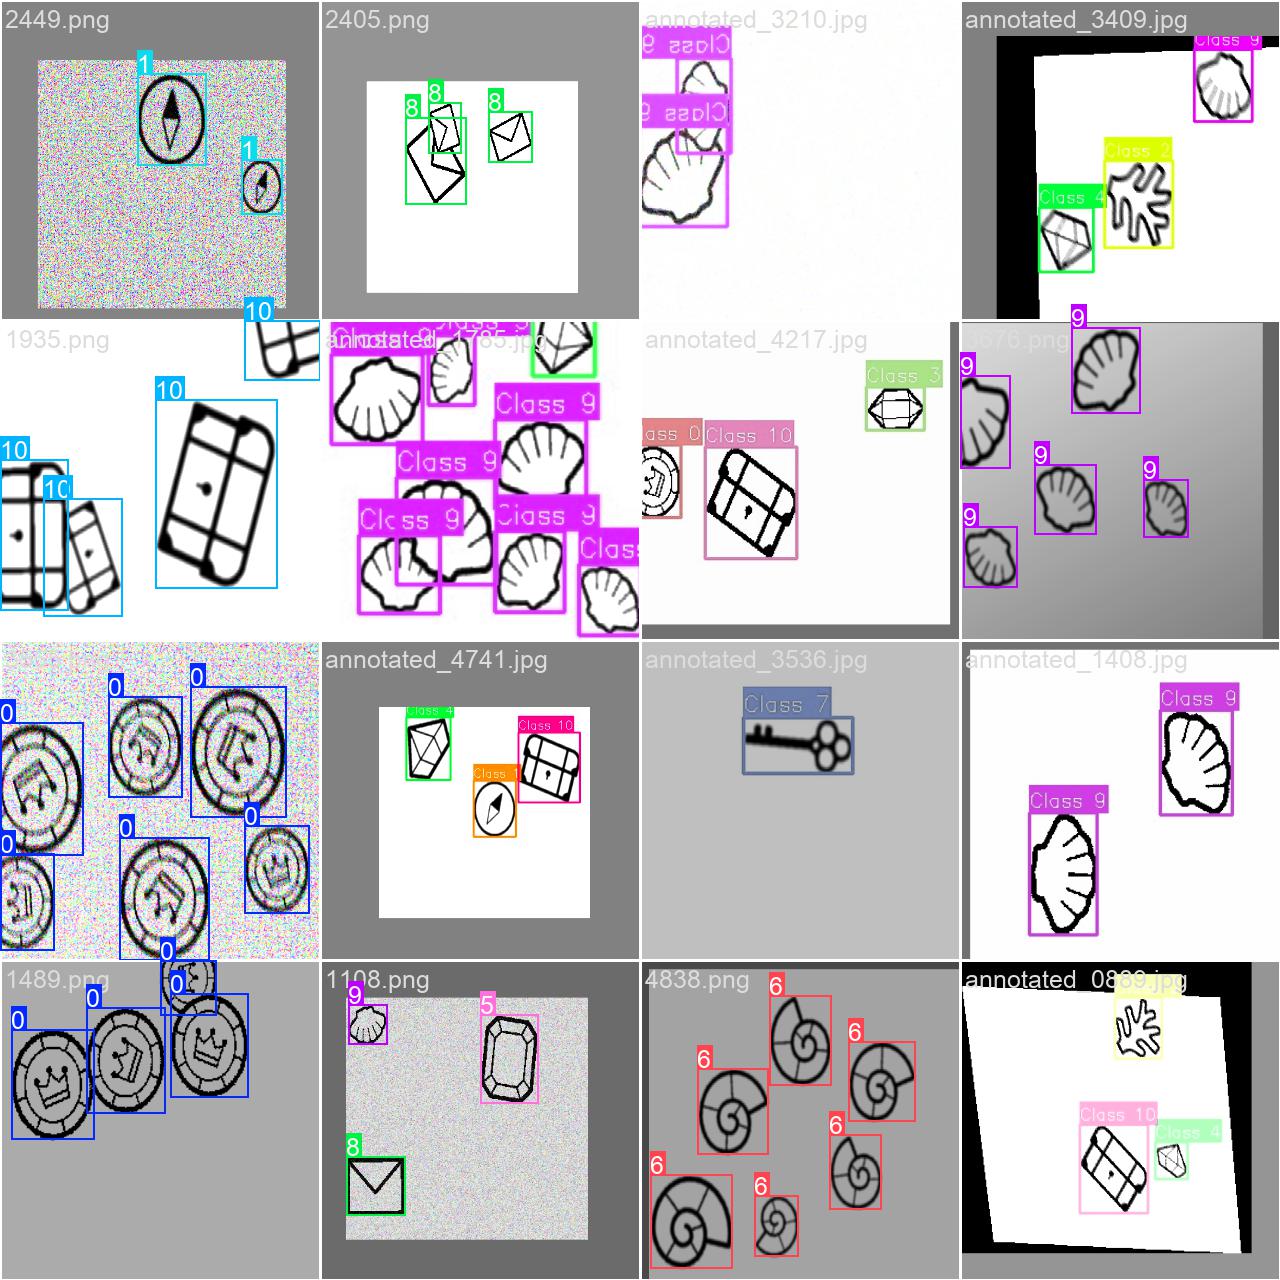 2449.png
1
1
2405.png
8
8
8
annotated_3210.jpg
Class 9
Class 9
annotated_3409.jpg
Class 9
Class 2
Class 4
1935.png
10
10
10
10
annotated_1785.jpg
Class 9
Class 9
Class 9
Class 9
Class 9
Class
annotated_4217.jpg
Class 3
ass 0
Class 10
3676.png
9
9
9
9
9
0
0
0
0
0
0
annotated_4741.jpg
Class 4
Class 10
Class 1
annotated_3536.jpg
Class 7
annotated_1408.jpg
Class 9
Class 9
1489.png
0
0
0
0
1108.png
9
5
8
4838.png
6
6
6
6
6
6
annotated_0889.jpg
Class 10
Class 4